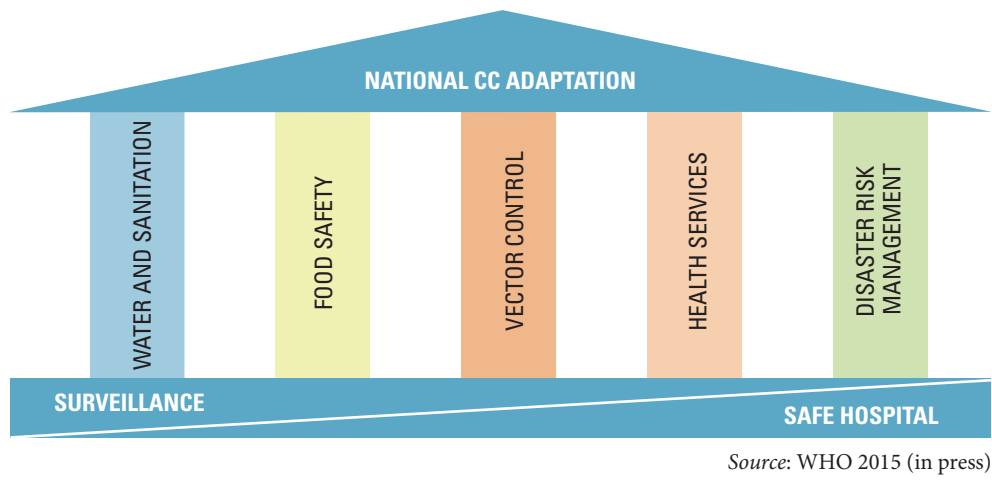 NATIONAL CC ADAPTATION
WATER AND SANITATION
FOOD SAFETY
VECTOR CONTROL
HEALTH SERVICES
DISASTER RISK
MANAGEMENT
SURVEILLANCE
SAFE HOSPITAL
Source: WHO 2015 (in press)